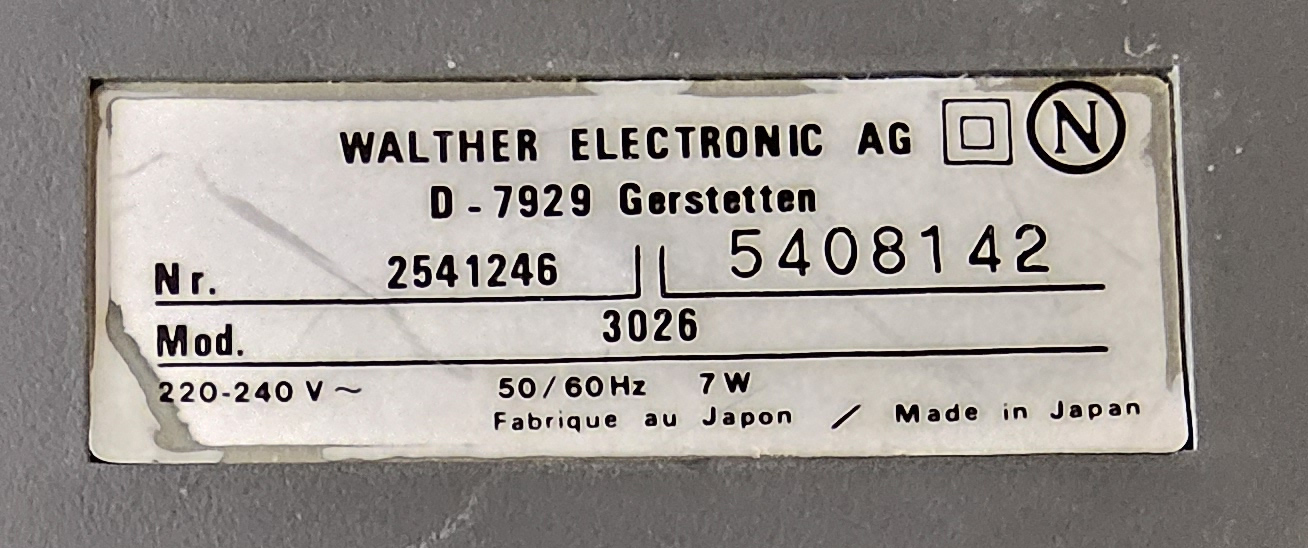 WALTHER ELECTRONIC AG N
D-7929 Gerstetten
Nr. 2541246 5408142
Mod. 3026
220-240 V ~ 50/60Hz 7W
Fabrique au Japon / Made in Japan